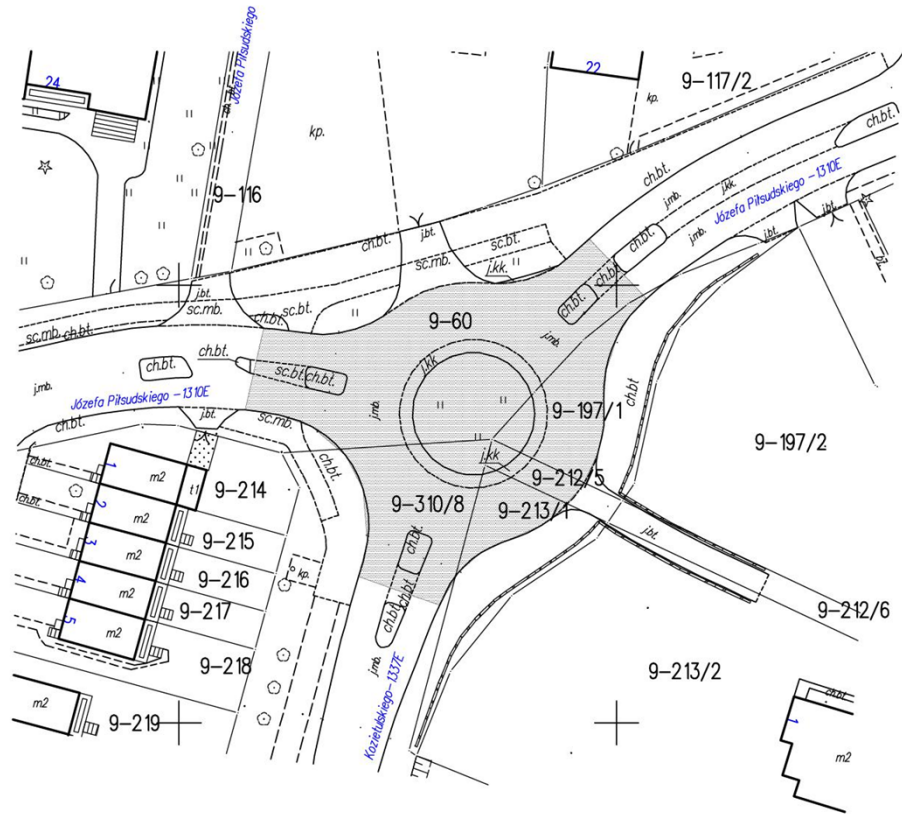 24
Józefa Piłsudskiego
22
9-117/2
kp.
kp.
ch.bt.
ch.bt.
j.mb.
j.kk.
Józefa Piłsudskiego -1310E
9-116
j.mb.
j.bt.
j.bt.
ch.bt.
j.bt.
sc.bt.
ch.bt.
sc.mb.
j.kk.
ch.bt.
j.bt.
sc.mb.
sc.bt.
ch.bt.
9-60
sc.mb.
ch.bt.
ch.bt.
ch.bt.
j.mb.
j.kk
sc.bt.
ch.bt.
j.mb.
Józefa Piłsudskiego -1310E
j.mb.
ch.bt.
9-197/1
j.bt.
sc.mb.
ch.bt.
9-197/2
ch.bt.
j.kk
ch.bt.
1
m2
t1
9-214
9-212/5
ch.bt.
2
m2
9-310/8
9-213/1
j.bt.
3
m2
9-215
ch.bt.
4
m2
9-216
kp.
5
m2
9-217
ch.bt.
ch.bt.
9-212/6
9-218
j.mb.
9-213/2
m2
9-219
Kozietulskiego-1337E
ch.bt.
1
m2